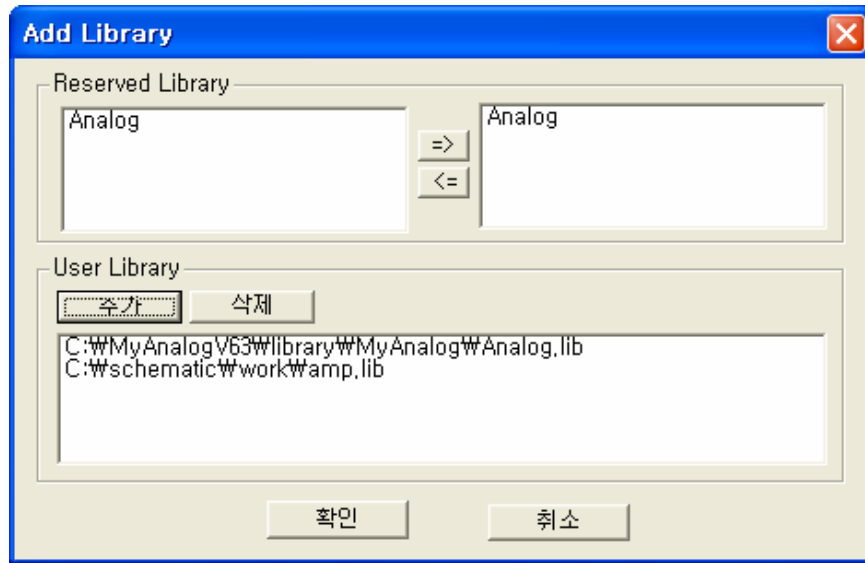 Add Library
Reserved Library
Analog
=>
<=
Analog
User Library
추가
삭제
C:₩MyAnalogV63₩library₩MyAnalog₩Analog.lib
C:₩schematic₩work₩amp.lib
확인
취소